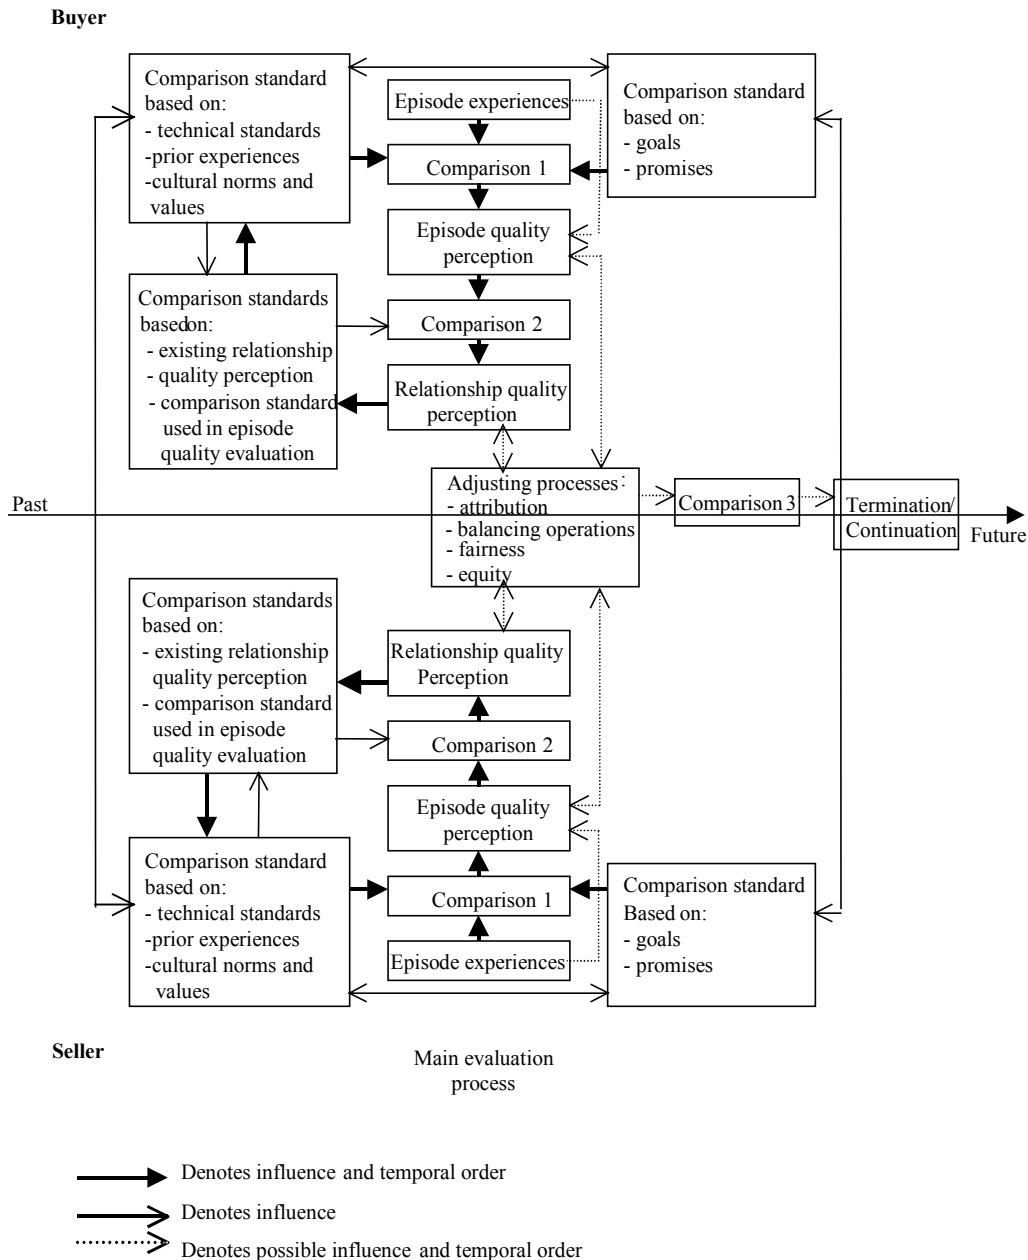 Buyer
Comparison standard
based on:
- technical standards
-prior experiences
-cultural norms and
values
Episode experiences
Comparison standard
based on:
- goals
- promises
Comparison 1
Episode quality
perception
Comparison standards
basedon:
- existing relationship
- quality perception
- comparison standard
used in episode
quality evaluation
Comparison 2
Relationship quality
perception
Past
Adjusting processes:
- attribution
- balancing operations
- fairness
- equity
Comparison 3
Termination/
Continuation
Future
Comparison standards
based on:
- existing relationship
quality perception
- comparison standard
used in episode
quality evaluation
Relationship quality
Perception
Comparison 2
Episode quality
perception
Comparison standard
based on:
- technical standards
-prior experiences
-cultural norms and
values
Comparison 1
Episode experiences
Comparison standard
Based on:
- goals
- promises
Seller
Main evaluation
process
Denotes influence and temporal order
Denotes influence
Denotes possible influence and temporal order